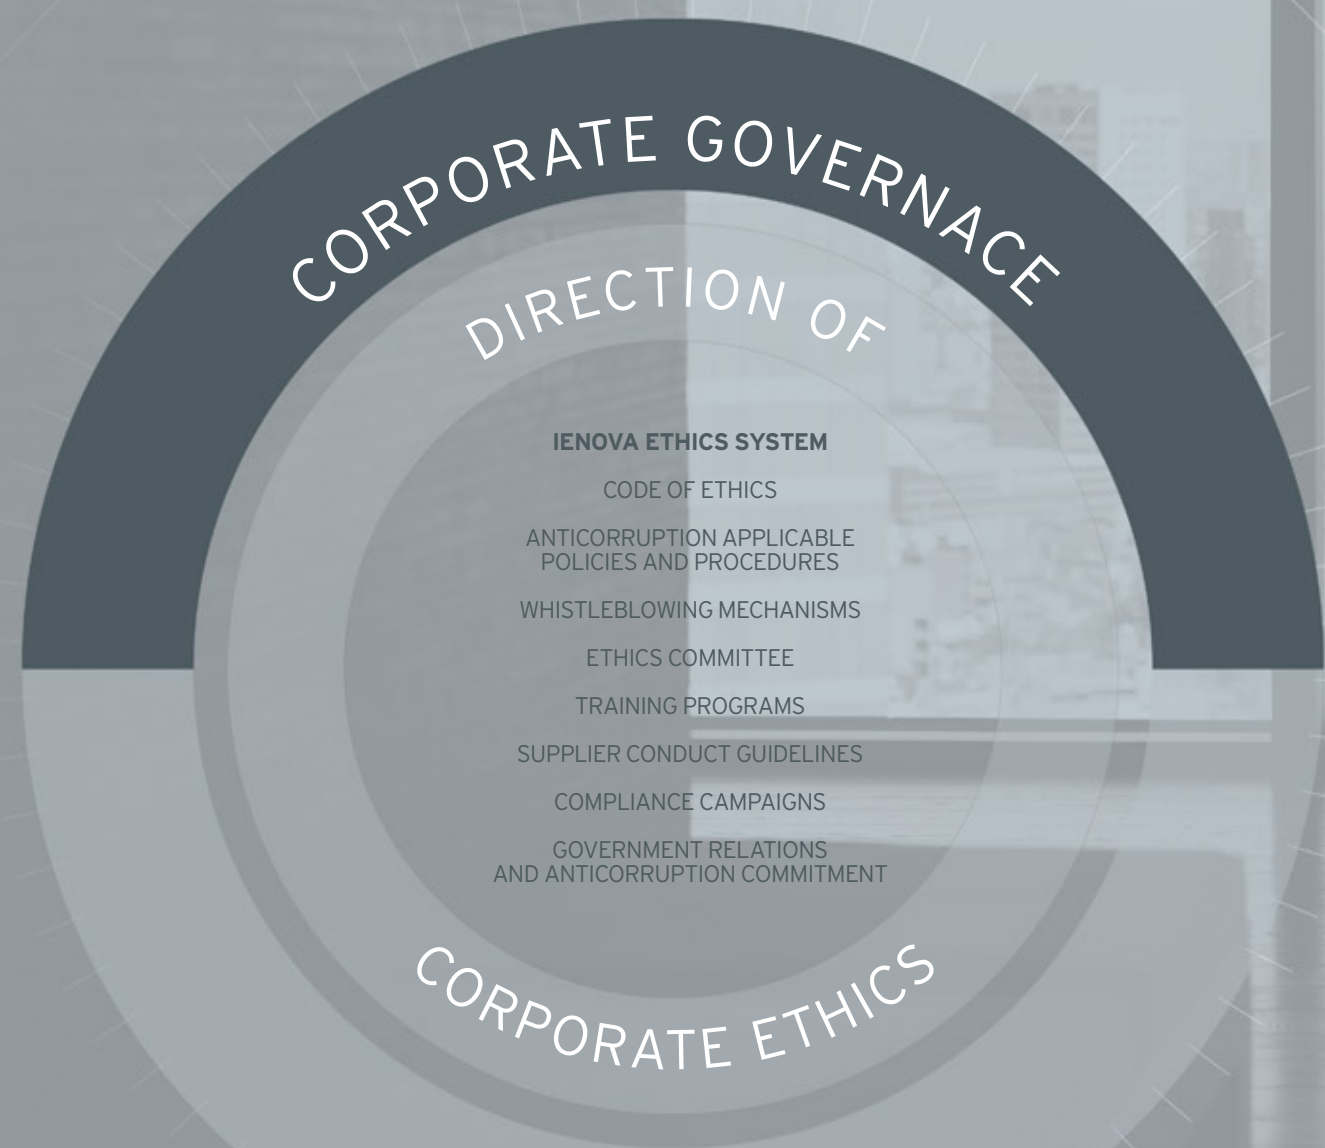 CORPORATE GOVERNACE
DIRECTION OF
IENOVA ETHICS SYSTEM
CODE OF ETHICS
ANTICORRUPTION APPLICABLE
POLICIES AND PROCEDURES
WHISTLEBLOWING MECHANISMS
ETHICS COMMITTEE
TRAINING PROGRAMS
SUPPLIER CONDUCT GUIDELINES
COMPLIANCE CAMPAIGNS
GOVERNMENT RELATIONS
AND ANTICORRUPTION COMMITMENT
CORPORATE ETHICS